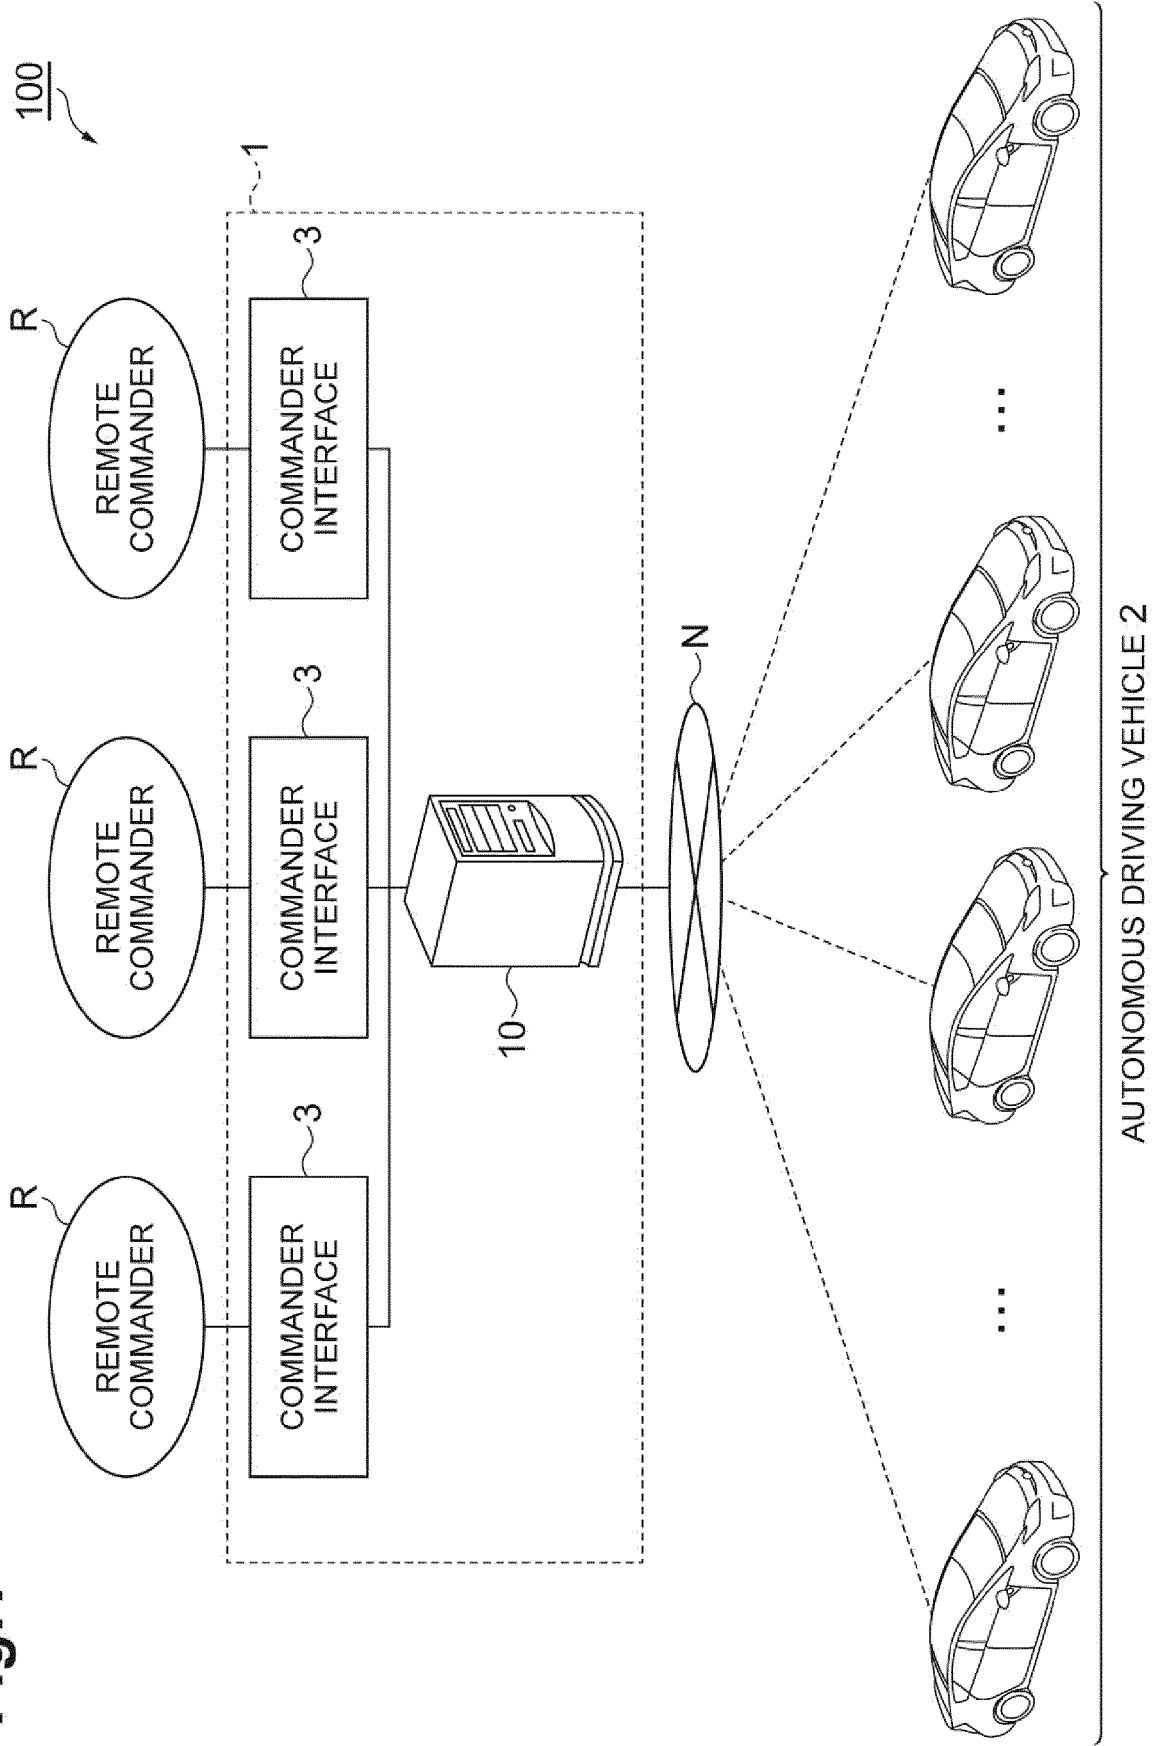 100
R
R
R
REMOTE
COMMANDER
REMOTE
COMMANDER
REMOTE
COMMANDER
1
3
3
3
COMMANDER
INTERFACE
COMMANDER
INTERFACE
COMMANDER
INTERFACE
10
N
...
...
AUTONOMOUS DRIVING VEHICLE 2